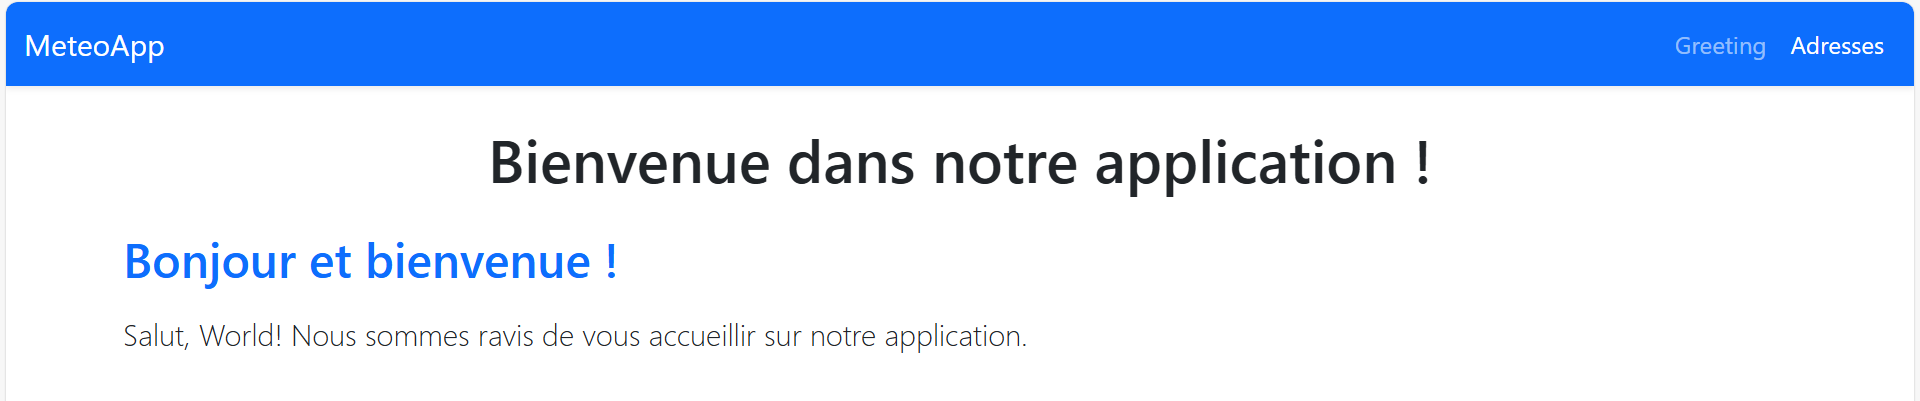 MeteoApp Greeting Adresses
Bienvenue dans notre application !
Bonjour et bienvenue !
Salut, World! Nous sommes ravis de vous accueillir sur notre application.